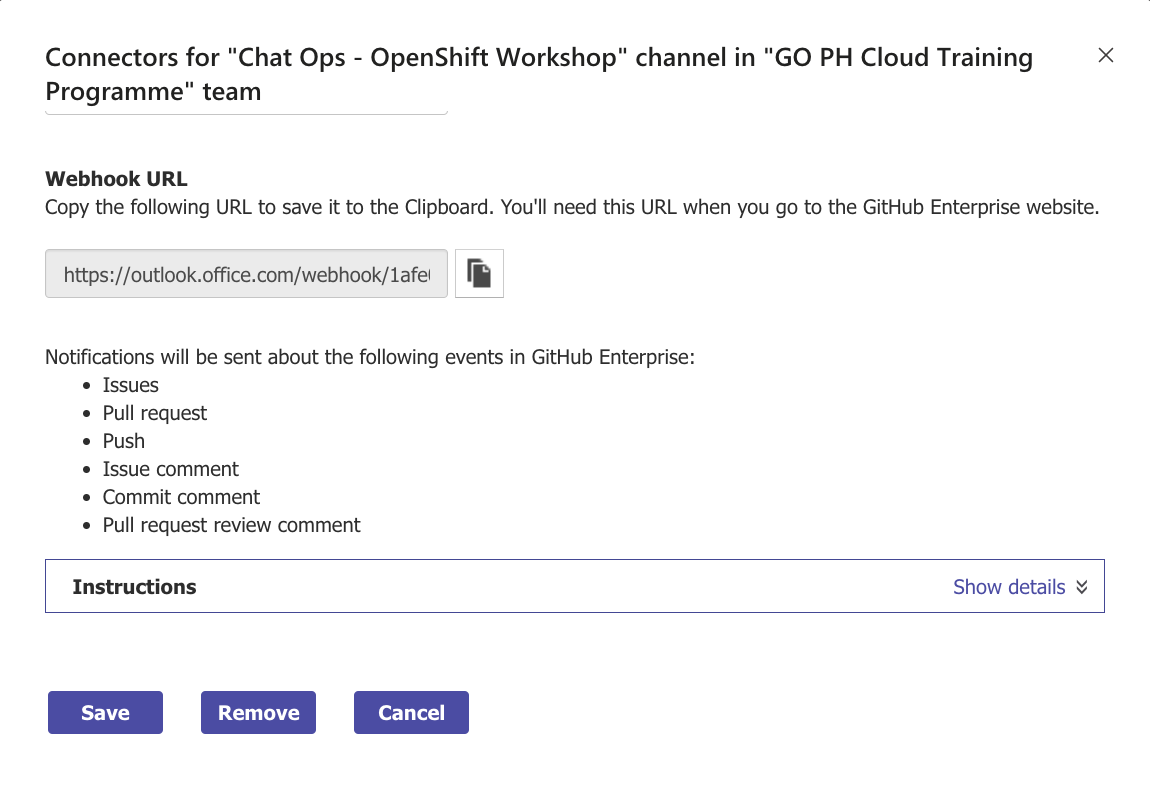 Connectors for "Chat Ops - OpenShift Workshop" channel in "GO PH Cloud Training
Programme" team
Webhook URL
Copy the following URL to save it to the Clipboard. You'll need this URL when you go to the GitHub Enterprise website.
https://outlook.office.com/webhook/1afe
Notifications will be sent about the following events in GitHub Enterprise:
• Issues
• Pull request
• Push
• Issue comment
• Commit comment
• Pull request review comment
Instructions Show details
Save Remove Cancel